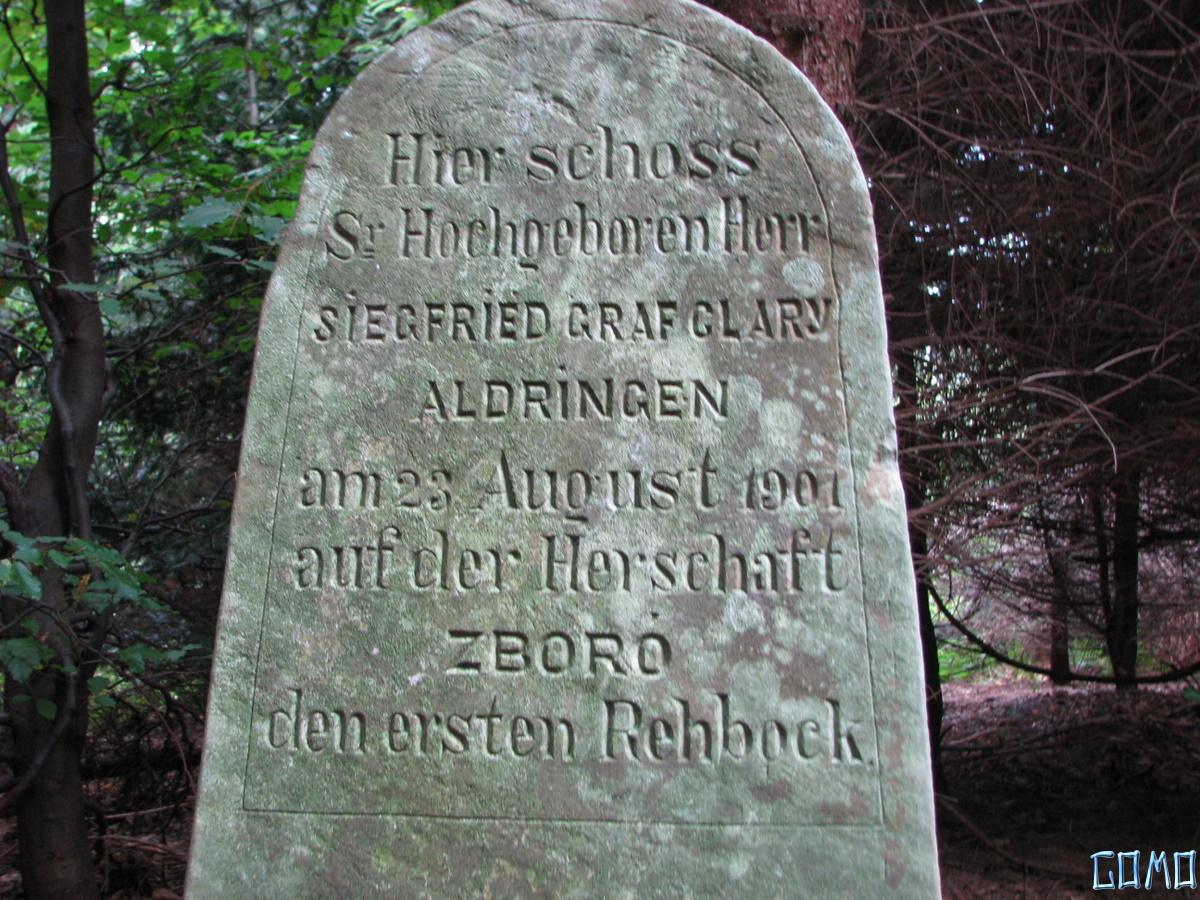 Hier schoss
Sr Hochgeboren Herr
SIEGFRIED GRAF CLARY
ALDRINGEN
am 23 August 1901
auf der Herschaft
ZBORO
den ersten Rehbock
COMO